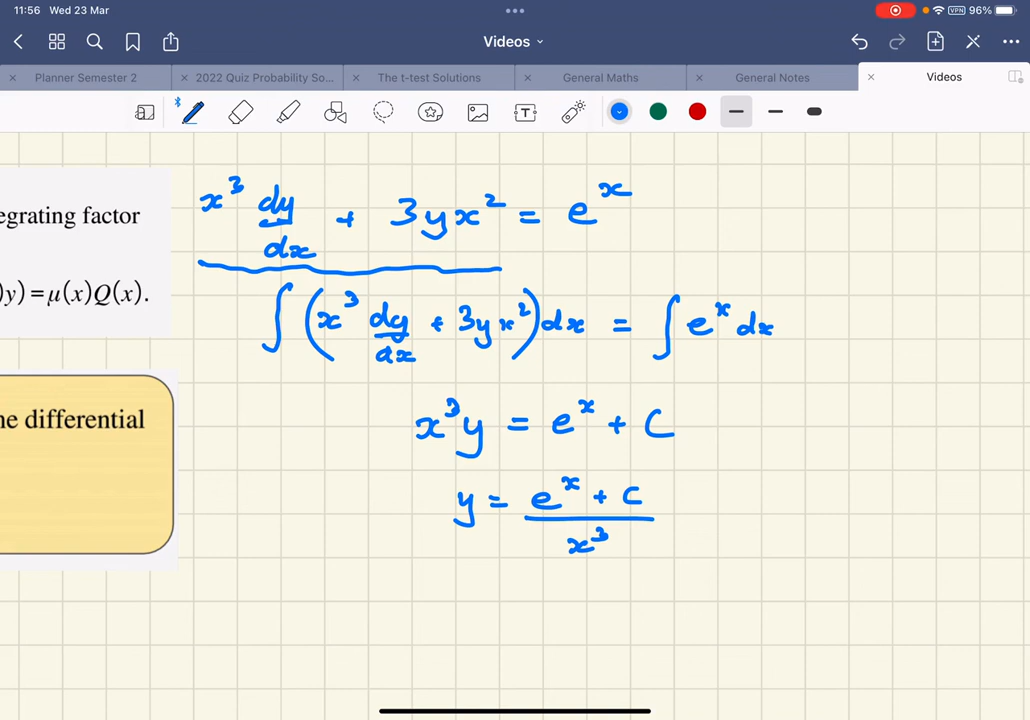 11:56 Wed 23 Mar
VPN 96%
Videos
Planner Semester 2
2022 Quiz Probability So...
The t-test Solutions
General Maths
General Notes
Videos
x³ dy/dx + 3yx² = eˣ
egrating factor
)y) = μ(x)Q(x).
∫(x³ dy/dx + 3yx²)dx = ∫eˣ dx
ne differential
x³y = eˣ + C
y = (eˣ + C)/x³